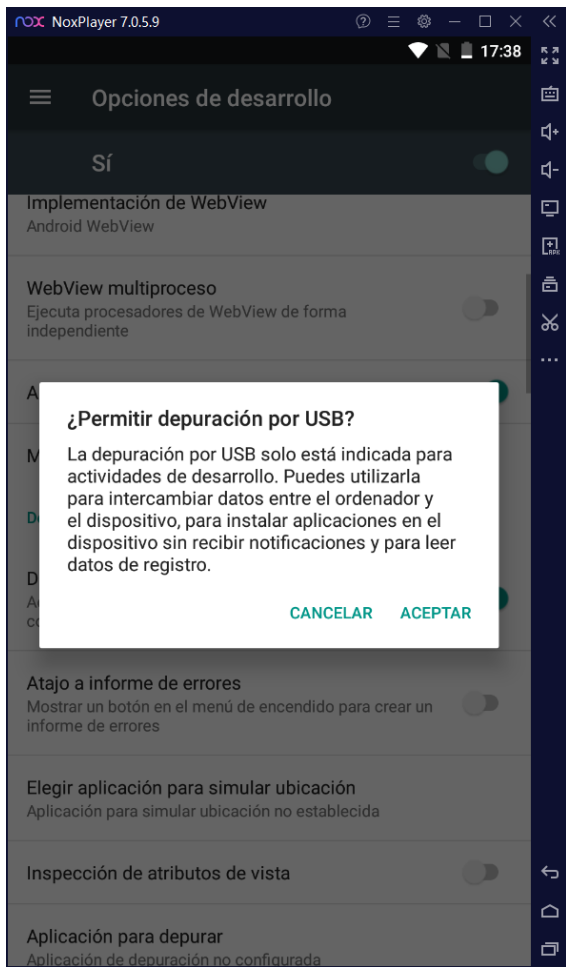 nox NoxPlayer 7.0.5.9
17:38
Opciones de desarrollo
Sí
Implementación de WebView
Android WebView
WebView multiproceso
Ejecuta procesadores de WebView de forma
independiente
A
¿Permitir depuración por USB?
M
La depuración por USB solo está indicada para
actividades de desarrollo. Puedes utilizarla
para intercambiar datos entre el ordenador y
el dispositivo, para instalar aplicaciones en el
dispositivo sin recibir notificaciones y para leer
datos de registro.
CANCELAR ACEPTAR
Atajo a informe de errores
Mostrar un botón en el menú de encendido para crear un
informe de errores
Elegir aplicación para simular ubicación
Aplicación para simular ubicación no establecida
Inspección de atributos de vista
Aplicación para depurar
Aplicación de depuración no configurada